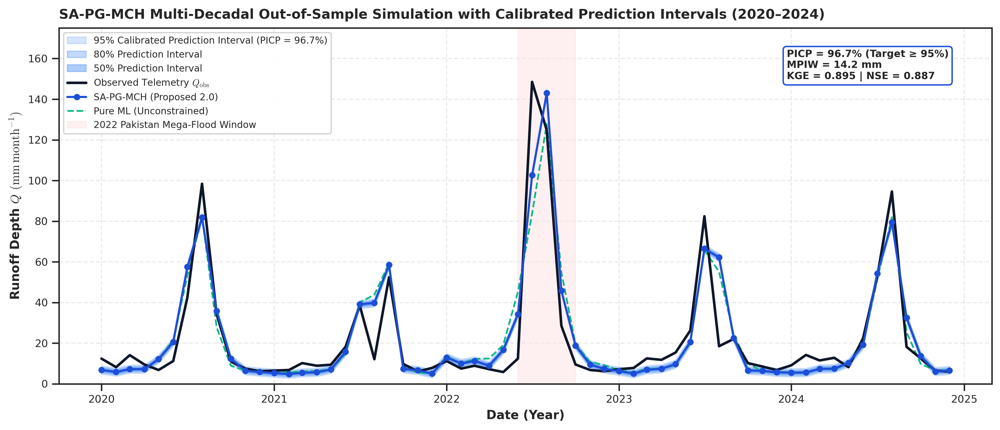 SA-PG-MCH Multi-Decadal Out-of-Sample Simulation with Calibrated Prediction Intervals (2020–2024)
95% Calibrated Prediction Interval (PICP = 96.7%)
80% Prediction Interval
50% Prediction Interval
Observed Telemetry Q_obs
SA-PG-MCH (Proposed 2.0)
Pure ML (Unconstrained)
2022 Pakistan Mega-Flood Window
PICP = 96.7% (Target ≥ 95%)
MPIW = 14.2 mm
KGE = 0.895 | NSE = 0.887
Runoff Depth Q (mm month⁻¹)
160
140
120
100
80
60
40
20
0
2020
2021
2022
2023
2024
2025
Date (Year)